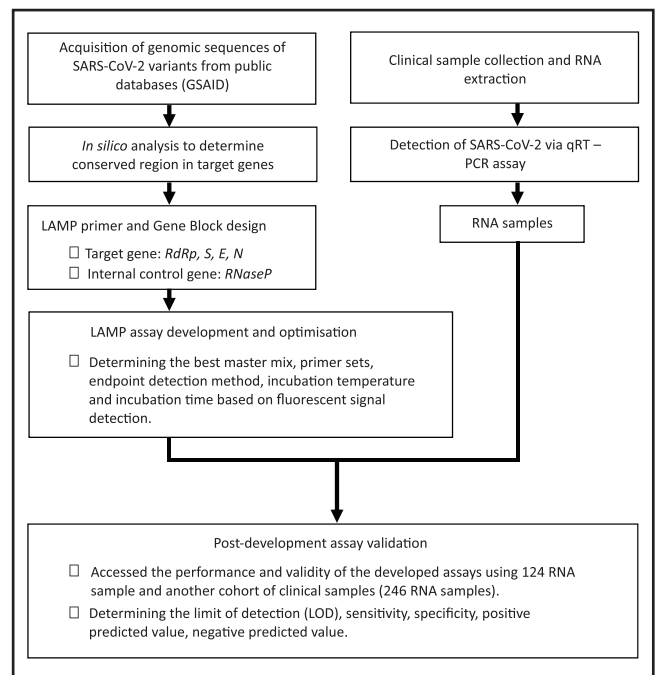 Acquisition of genomic sequences of
SARS-CoV-2 variants from public
databases (GSAID)
In silico analysis to determine
conserved region in target genes
LAMP primer and Gene Block design
☐ Target gene: RdRp, S, E, N
☐ Internal control gene: RNaseP
LAMP assay development and optimisation
☐ Determining the best master mix, primer sets,
endpoint detection method, incubation temperature
and incubation time based on fluorescent signal
detection.
Clinical sample collection and RNA
extraction
Detection of SARS-CoV-2 via qRT –
PCR assay
RNA samples
Post-development assay validation
☐ Accessed the performance and validity of the developed assays using 124 RNA
sample and another cohort of clinical samples (246 RNA samples).
☐ Determining the limit of detection (LOD), sensitivity, specificity, positive
predicted value, negative predicted value.